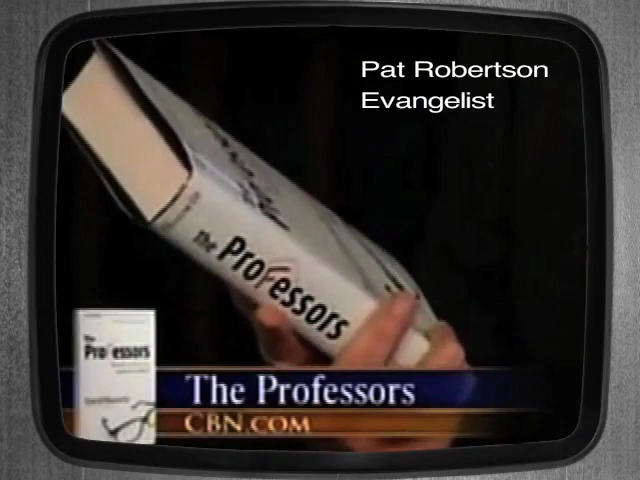 Pat Robertson
Evangelist
the Professors
The
Professors
The Professors
CBN.COM